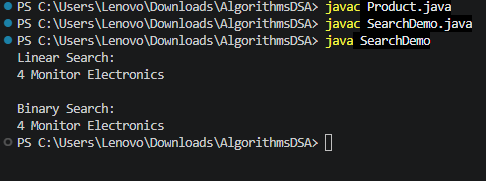 PS C:\Users\Lenovo\Downloads\AlgorithmsDSA> javac Product.java
PS C:\Users\Lenovo\Downloads\AlgorithmsDSA> javac SearchDemo.java
PS C:\Users\Lenovo\Downloads\AlgorithmsDSA> java SearchDemo
Linear Search:
4 Monitor Electronics
Binary Search:
4 Monitor Electronics
PS C:\Users\Lenovo\Downloads\AlgorithmsDSA>